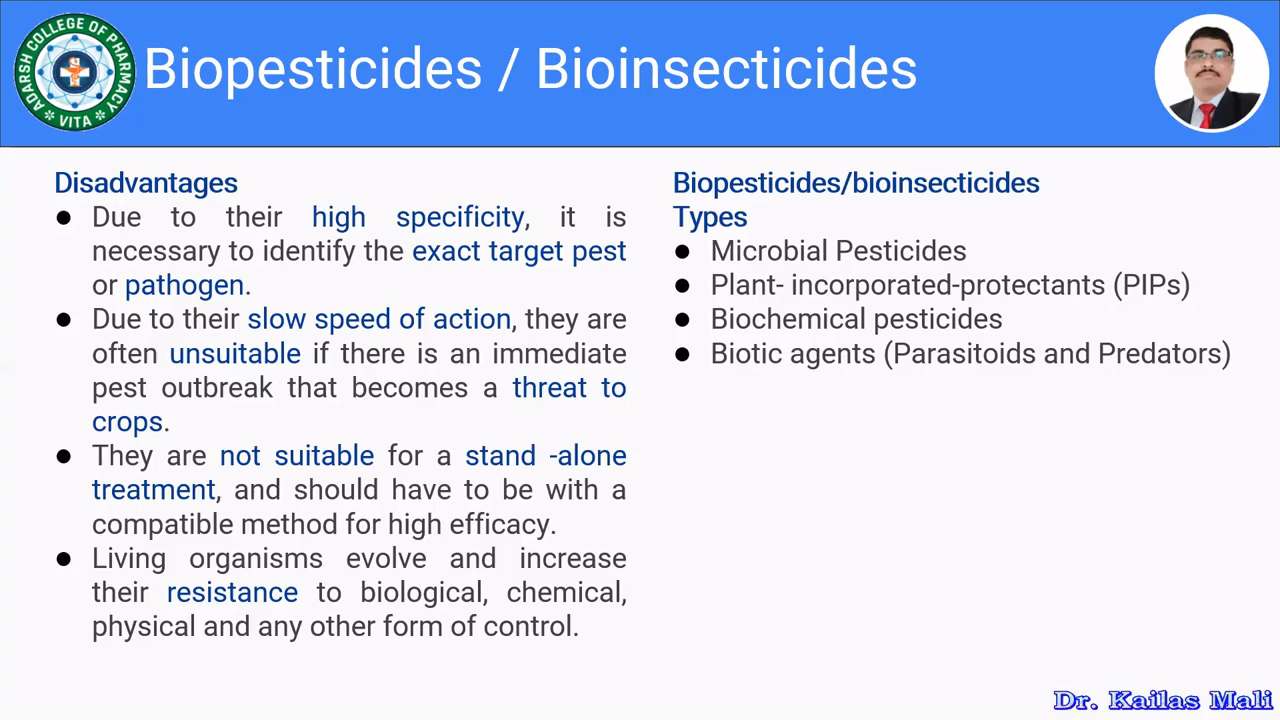 ADARSH COLLEGE OF PHARMACY
* VITA *
Biopesticides / Bioinsecticides
Disadvantages
● Due to their high specificity, it is
necessary to identify the exact target pest
or pathogen.
● Due to their slow speed of action, they are
often unsuitable if there is an immediate
pest outbreak that becomes a threat to
crops.
● They are not suitable for a stand -alone
treatment, and should have to be with a
compatible method for high efficacy.
● Living organisms evolve and increase
their resistance to biological, chemical,
physical and any other form of control.
Biopesticides/bioinsecticides
Types
● Microbial Pesticides
● Plant- incorporated-protectants (PIPs)
● Biochemical pesticides
● Biotic agents (Parasitoids and Predators)
Dr. Kailas Mali